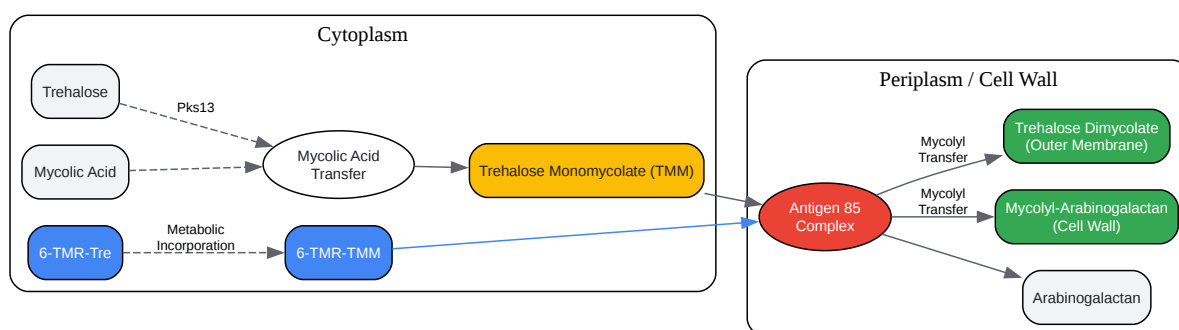 Cytoplasm
Trehalose
Pks13
Mycolic Acid
Mycolic Acid
Transfer
Trehalose Monomycolate (TMM)
6-TMR-Tre
Metabolic
Incorporation
6-TMR-TMM
Periplasm / Cell Wall
Antigen 85
Complex
Mycolyl
Transfer
Trehalose Dimycolate
(Outer Membrane)
Mycolyl
Transfer
Mycolyl-Arabinogalactan
(Cell Wall)
Arabinogalactan